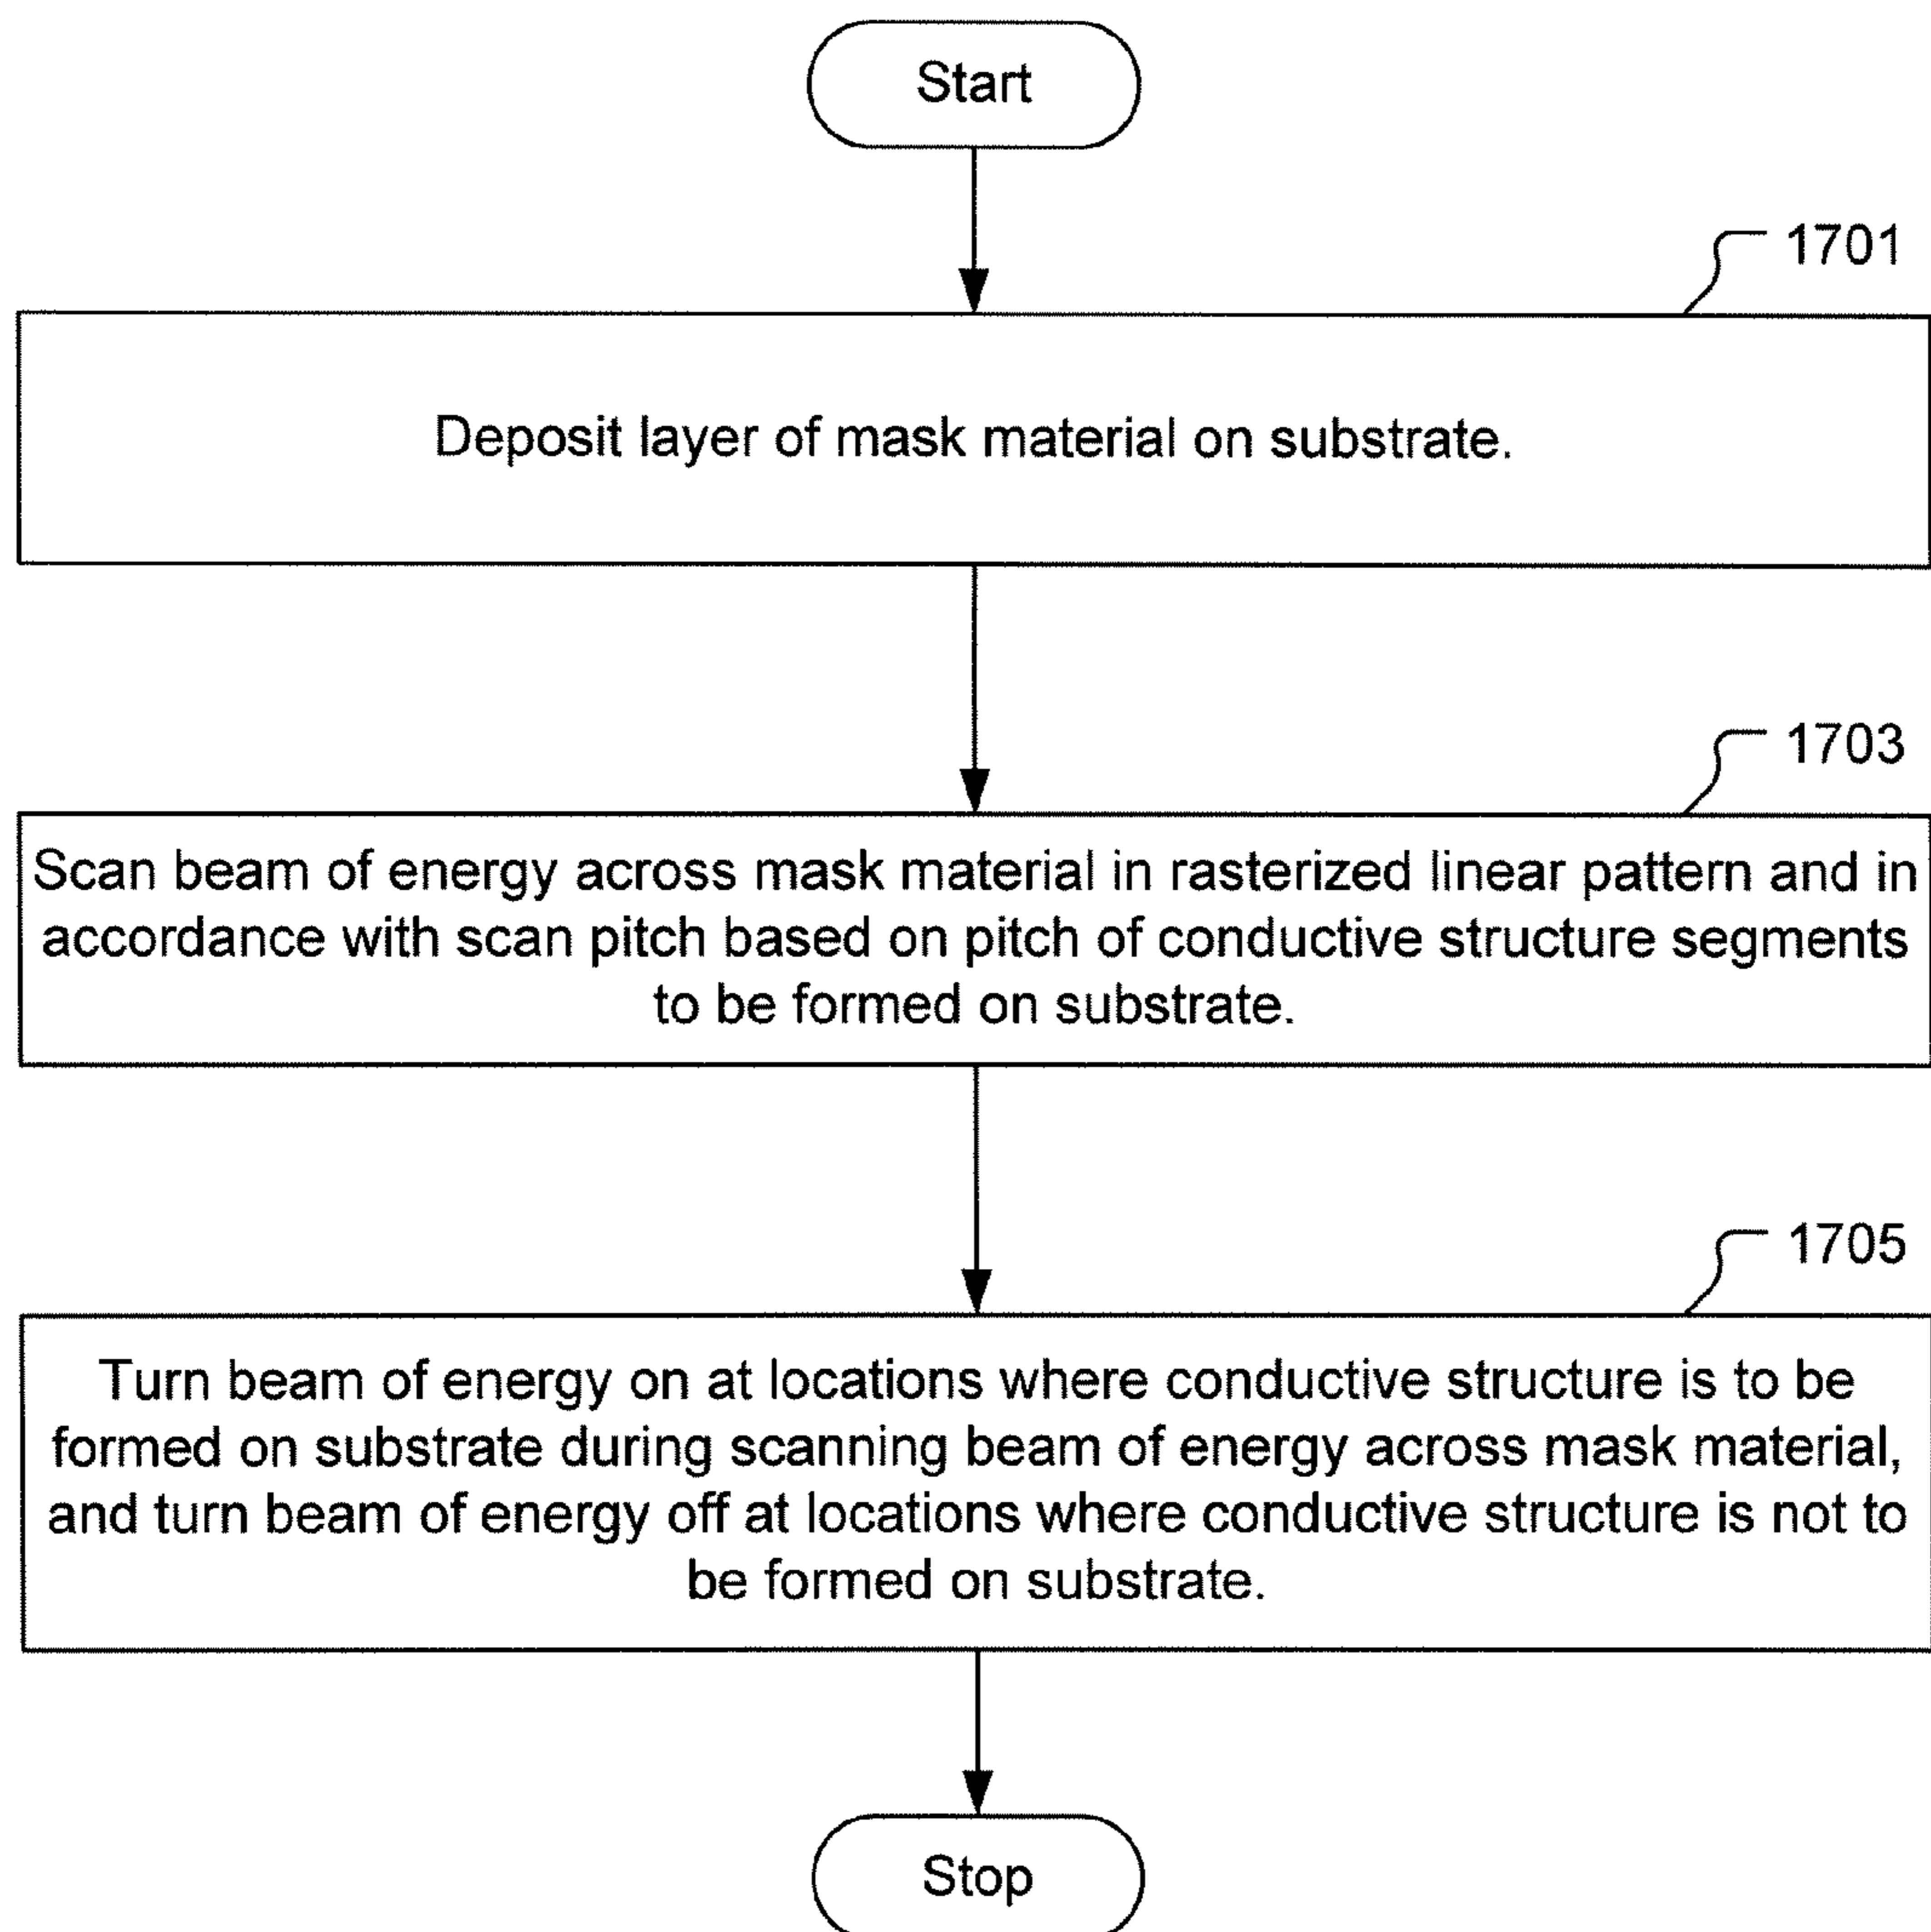 Start
1701
Deposit layer of mask material on substrate.
1703
Scan beam of energy across mask material in rasterized linear pattern and in
accordance with scan pitch based on pitch of conductive structure segments
to be formed on substrate.
1705
Turn beam of energy on at locations where conductive structure is to be
formed on substrate during scanning beam of energy across mask material,
and turn beam of energy off at locations where conductive structure is not to
be formed on substrate.
Stop